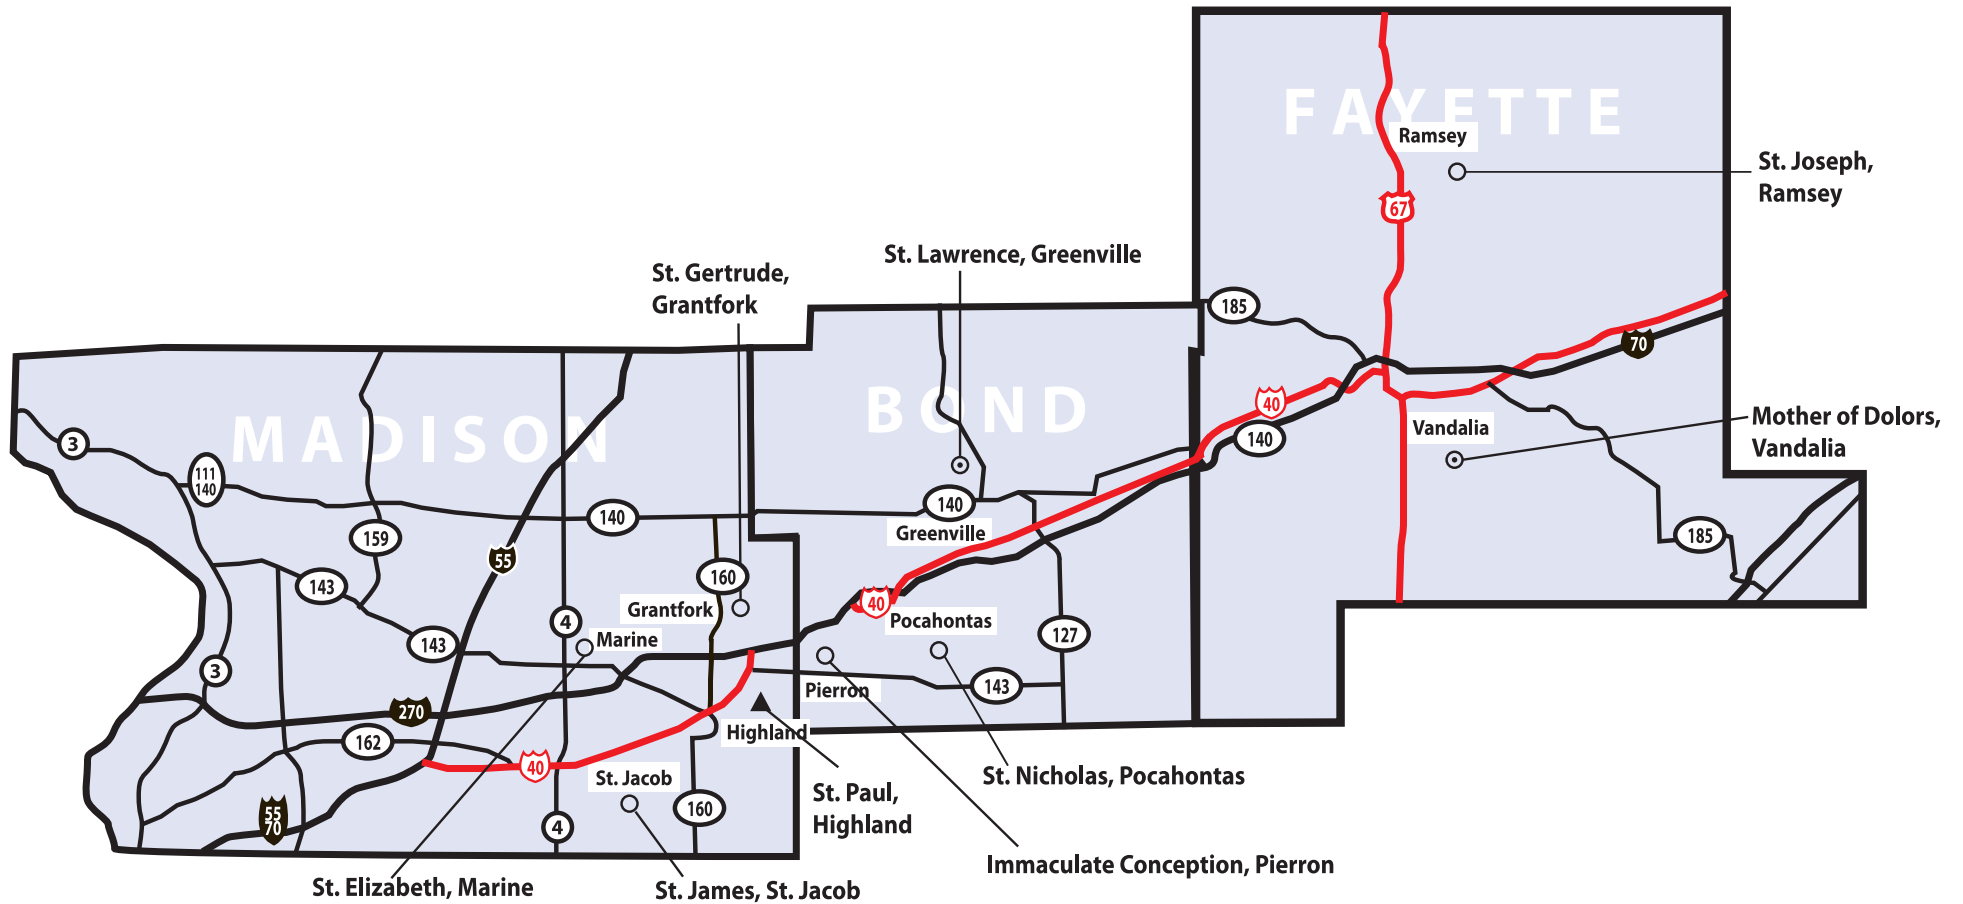 FAYETTE
Ramsey
St. Joseph,
Ramsey
67
St. Lawrence, Greenville
St. Gertrude,
Grantfork
185
70
40
140
Vandalia
Mother of Dolors,
Vandalia
BOND
MADISON
3
111
140
159
140
140
Greenville
55
185
143
160
Grantfork
40
Pocahontas
4
Marine
127
143
3
Pierron
143
270
Highland
162
40
St. Jacob
St. Nicholas, Pocahontas
St. Paul,
Highland
160
55
70
4
Immaculate Conception, Pierron
St. Elizabeth, Marine
St. James, St. Jacob